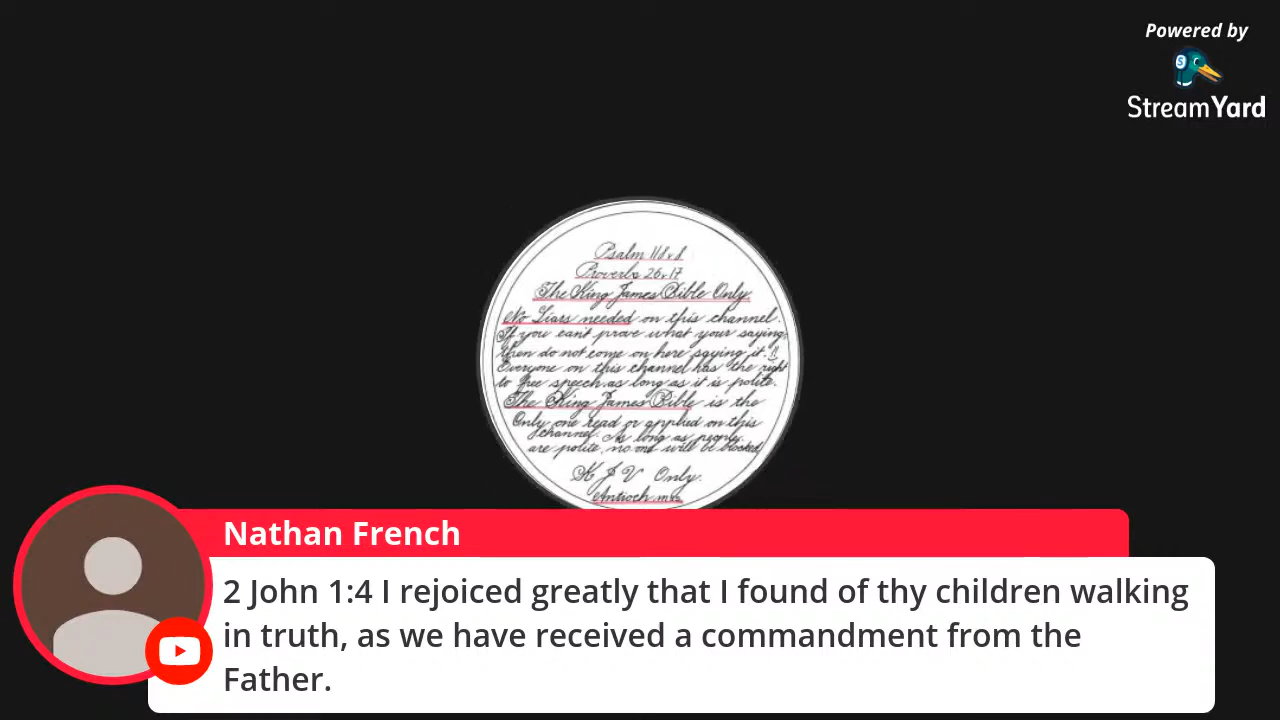 Powered by
StreamYard
Psalm 118 v 8
Proverbs 26 v 17
The King James Bible Only
No Liars needed on this channel.
If you can't prove what your saying,
then do not come on here saying it.!!
Everyone on this channel has the right
to free speech, as long as it is polite.
The King James Bible is the
Only one read or applied on this
channel. As long as people
are polite, no one will be blocked
K J V Only.
Antioch mss
Nathan French
2 John 1:4 I rejoiced greatly that I found of thy children walking
in truth, as we have received a commandment from the
Father.